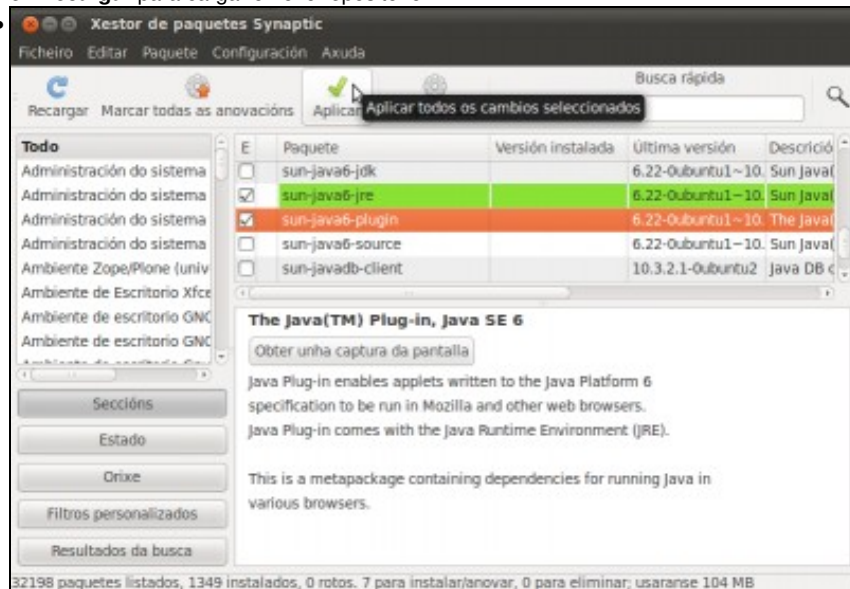 Xestor de paquetes Synaptic
Ficheiro Editar Paquete Configuración Axuda
Recargar Marcar todas as anovacións Aplicar Busca rápida
Aplicar todos os cambios seleccionados
Todo
Administración do sistema
Administración do sistema
Administración do sistema
Administración do sistema
Ambiente Zope/Plone (univ
Ambiente de Escritorio Xfce
Ambiente de escritorio GNO
Ambiente de escritorio GNO
E Paquete Versión instalada Última versión Descrició
sun-java6-jdk 6.22-0ubuntu1~10. Sun Java(
sun-java6-jre 6.22-0ubuntu1~10. Sun Java(
sun-java6-plugin 6.22-0ubuntu1~10. The Java(
sun-java6-source 6.22-0ubuntu1~10. Sun Java(
sun-javadb-client 10.3.2.1-0ubuntu2 Java DB c
The Java(TM) Plug-in, Java SE 6
Obter unha captura da pantalla
Java Plug-in enables applets written to the Java Platform 6
specification to be run in Mozilla and other web browsers.
Java Plug-in comes with the Java Runtime Environment (JRE).
This is a metapackage containing dependencies for running Java in
various browsers.
Seccións
Estado
Orixe
Filtros personalizados
Resultados da busca
32198 paquetes listados, 1349 instalados, 0 rotos. 7 para instalar/anovar, 0 para eliminar; usaranse 104 MB